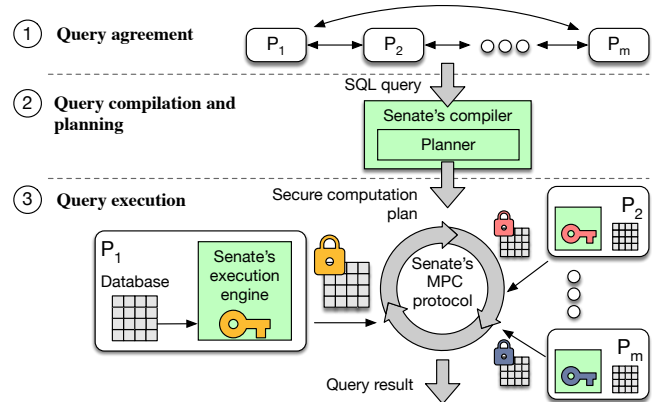 1 Query agreement
P1 P2 Pm
SQL query
2 Query compilation and
planning
Senate's compiler
Planner
3 Query execution
Secure computation
plan
P1
Database
Senate's
execution
engine
Senate's
MPC
protocol
P2
Pm
Query result